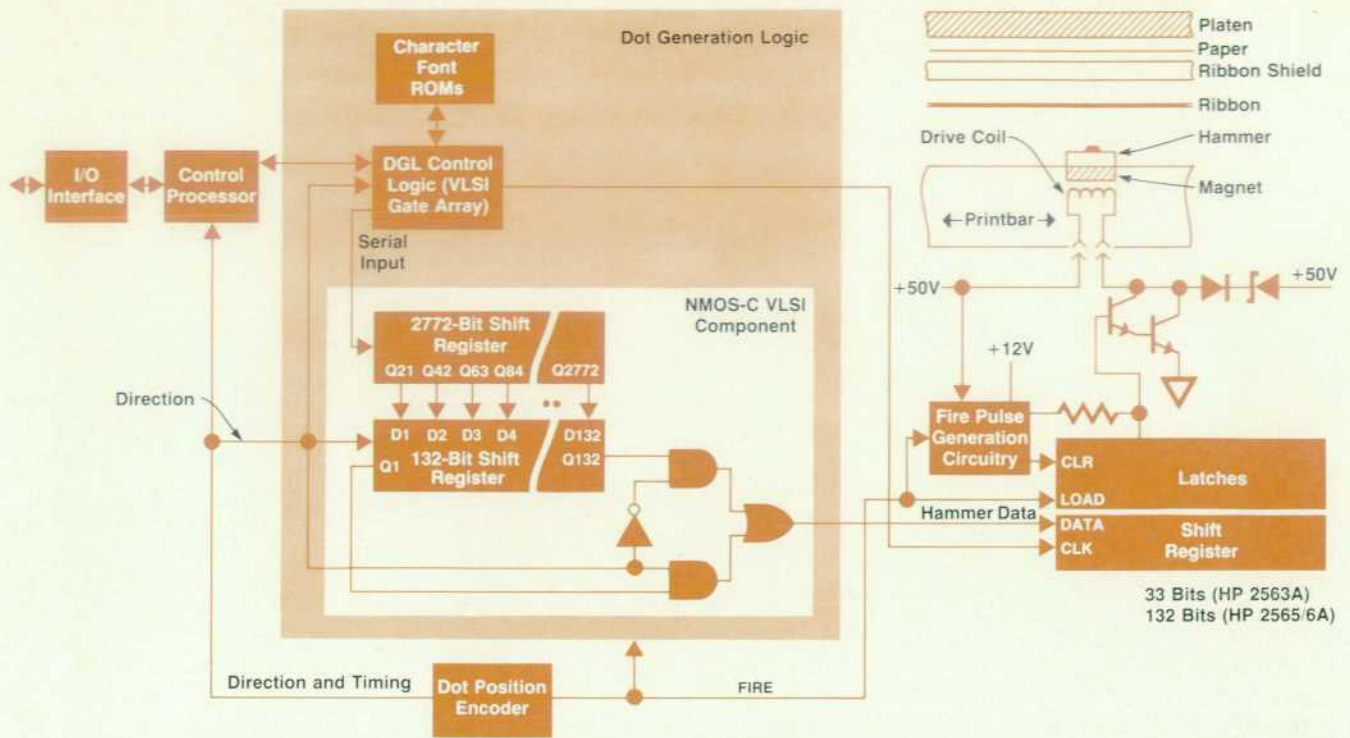 Dot Generation Logic
Character
Font
ROMs
I/O
Interface
Control
Processor
DGL Control
Logic (VLSI
Gate Array)
Serial
Input
NMOS-C VLSI
Component
2772-Bit Shift
Register
Q21 Q42 Q63 Q84 Q2772
Direction
D1 D2 D3 D4 D132
Q1 132-Bit Shift Q132
Register
Direction and Timing
Dot Position
Encoder
FIRE
Platen
Paper
Ribbon Shield
Ribbon
Drive Coil
Hammer
Magnet
Printbar
+50V
+50V
+12V
Fire Pulse
Generation
Circuitry
CLR
Latches
LOAD
Hammer Data
DATA
Shift
CLK
Register
33 Bits (HP 2563A)
132 Bits (HP 2565/6A)